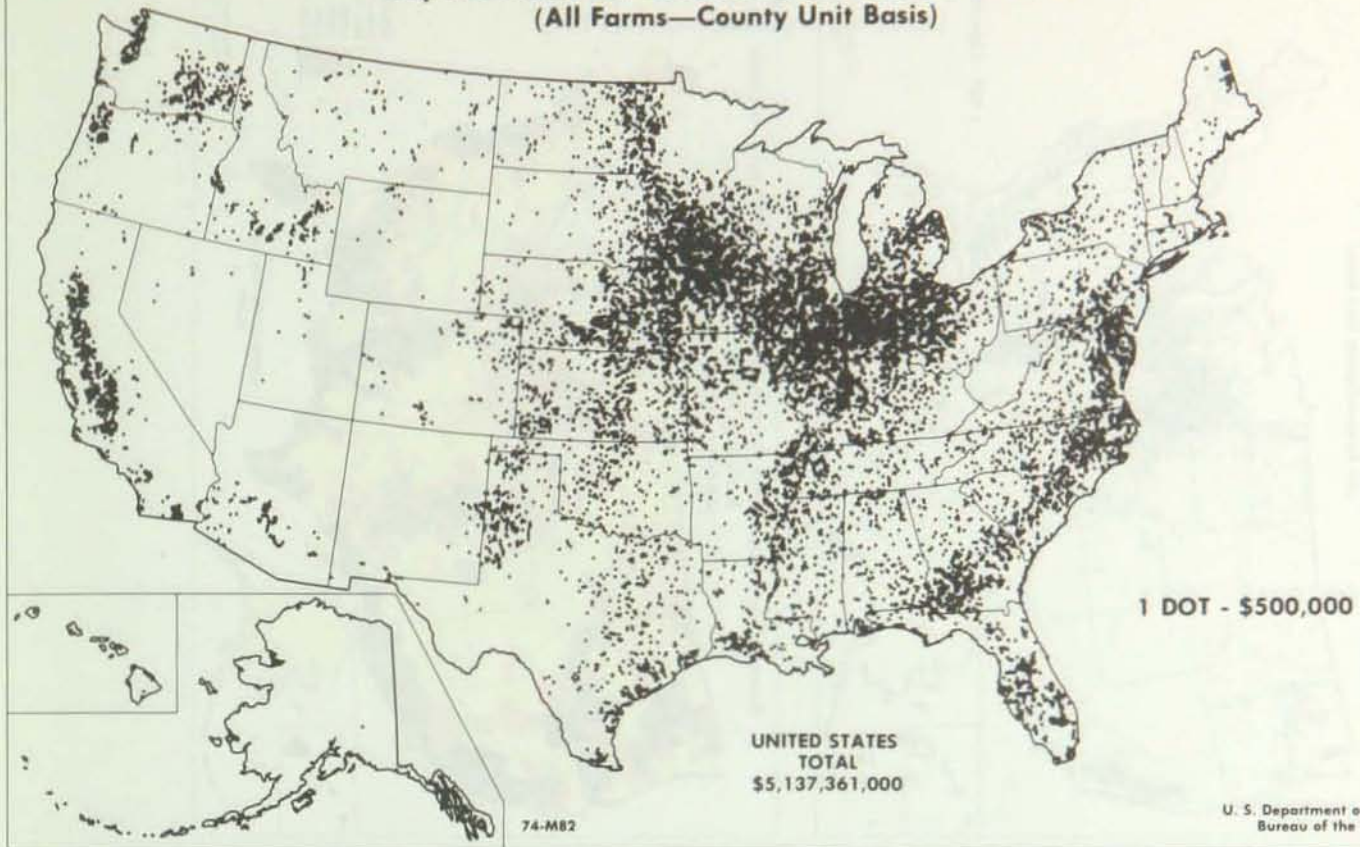 (All Farms—County Unit Basis)
1 DOT - $500,000
UNITED STATES
TOTAL
$5,137,361,000
74-M82
U. S. Department o
Bureau of the